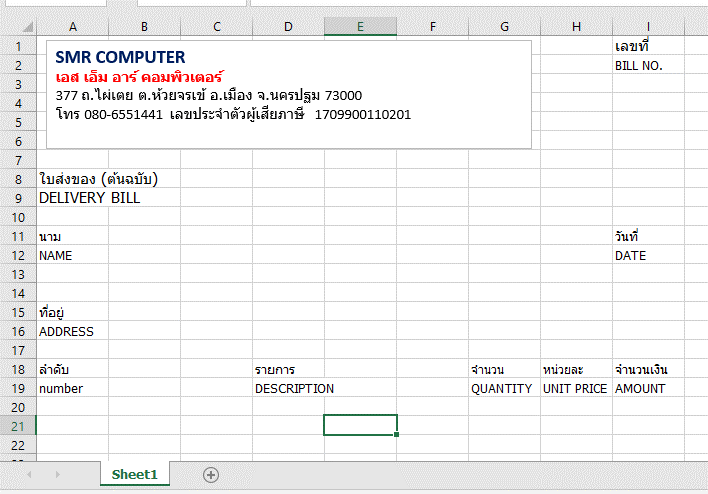 A B C D E F G H I
1 เลขที่
2 BILL NO.
SMR COMPUTER
เอส เอ็ม อาร์ คอมพิวเตอร์
377 ถ.ไผ่เตย ต.ห้วยจรเข้ อ.เมือง จ.นครปฐม 73000
โทร 080-6551441 เลขประจำตัวผู้เสียภาษี 1709900110201
3
4
5
6
7
8 ใบส่งของ (ต้นฉบับ)
9 DELIVERY BILL
10
11 นาม วันที่
12 NAME DATE
13
14
15 ที่อยู่
16 ADDRESS
17
18 ลำดับ รายการ จำนวน หน่วยละ จำนวนเงิน
19 number DESCRIPTION QUANTITY UNIT PRICE AMOUNT
20
21
22
Sheet1